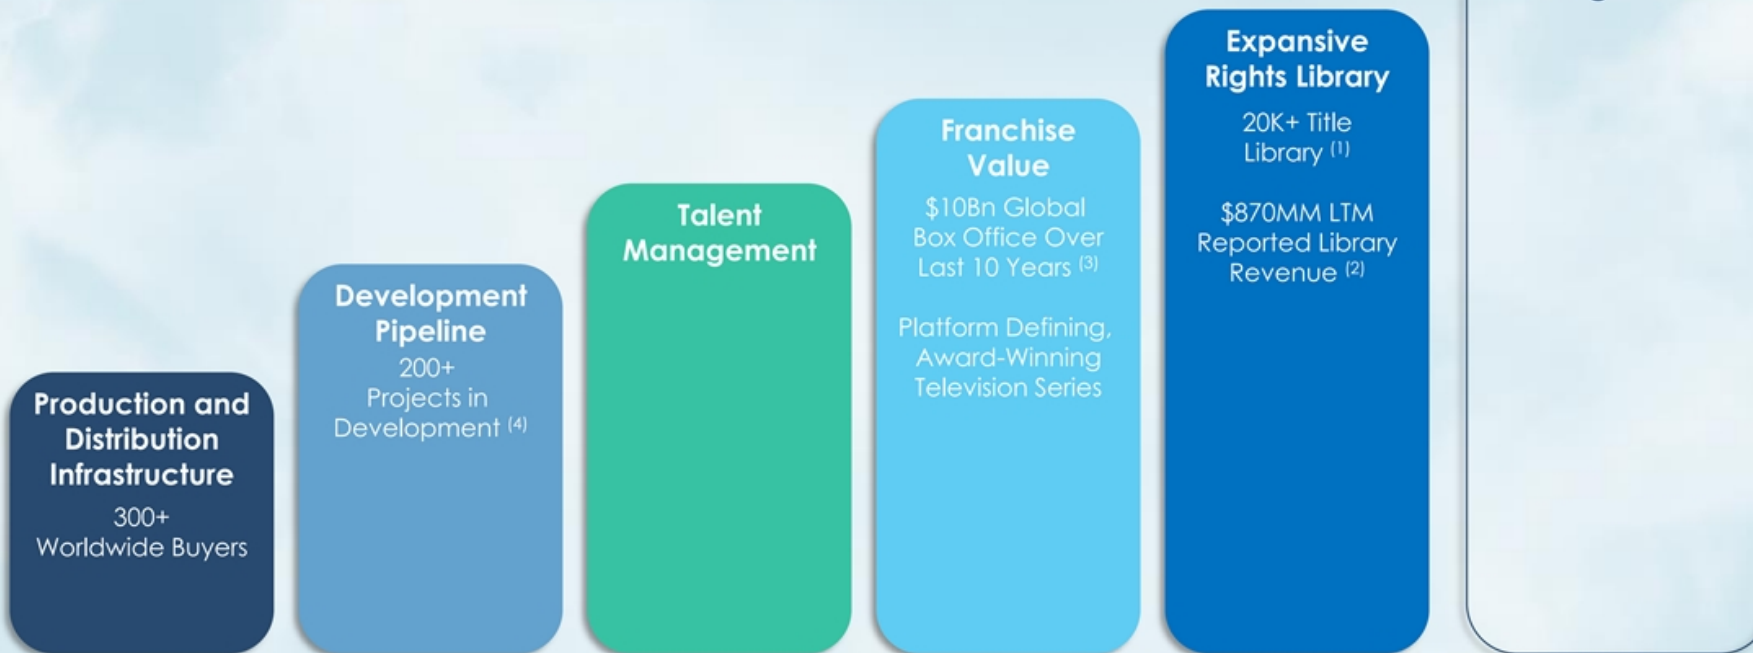 Production and
Distribution
Infrastructure
300+
Worldwide Buyers
Development
Pipeline
200+
Projects in
Development (4)
Talent
Management
Franchise
Value
$10Bn Global
Box Office Over
Last 10 Years (3)
Platform Defining,
Award-Winning
Television Series
Expansive
Rights Library
20K+ Title
Library (1)
$870MM LTM
Reported Library
Revenue (2)